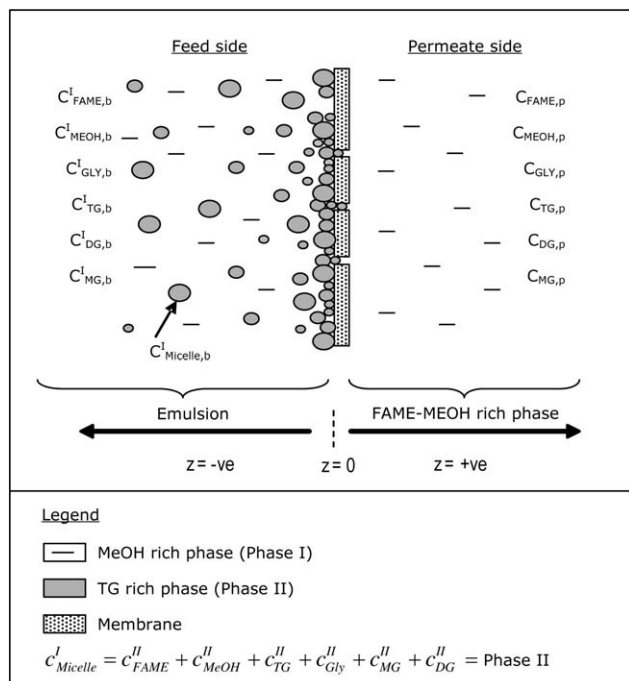 Feed side
Permeate side
C^I_FAME,b
C_FAME,p
C^I_MEOH,b
C_MEOH,p
C^I_GLY,b
C_GLY,p
C^I_TG,b
C_TG,p
C^I_DG,b
C_DG,p
C^I_MG,b
C_MG,p
C^I_Micelle,b
Emulsion
FAME-MEOH rich phase
z= -ve
z= 0
z= +ve
Legend
MeOH rich phase (Phase I)
TG rich phase (Phase II)
Membrane
c^I_Micelle = c^II_FAME + c^II_MeOH + c^II_TG + c^II_Gly + c^II_MG + c^II_DG = Phase II